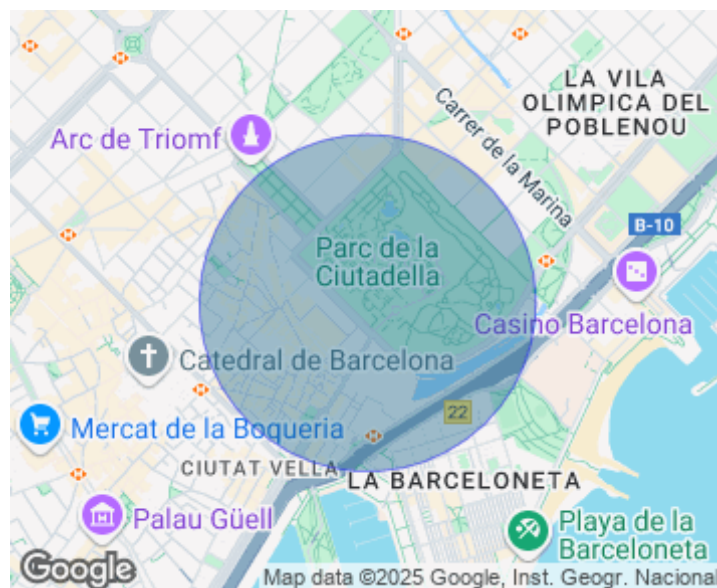 LA VILA
OLIMPICA DEL
POBLENOU
Arc de Triomf
Carrer de la Marina
B-10
Parc de la
Ciutadella
Casino Barcelona
Catedral de Barcelona
22
Mercat de la Boqueria
CIUTAT VELLA
LA BARCELONETA
Palau Güell
Playa de la
Barceloneta
Google
Map data ©2025 Google, Inst. Geogr. Nacional